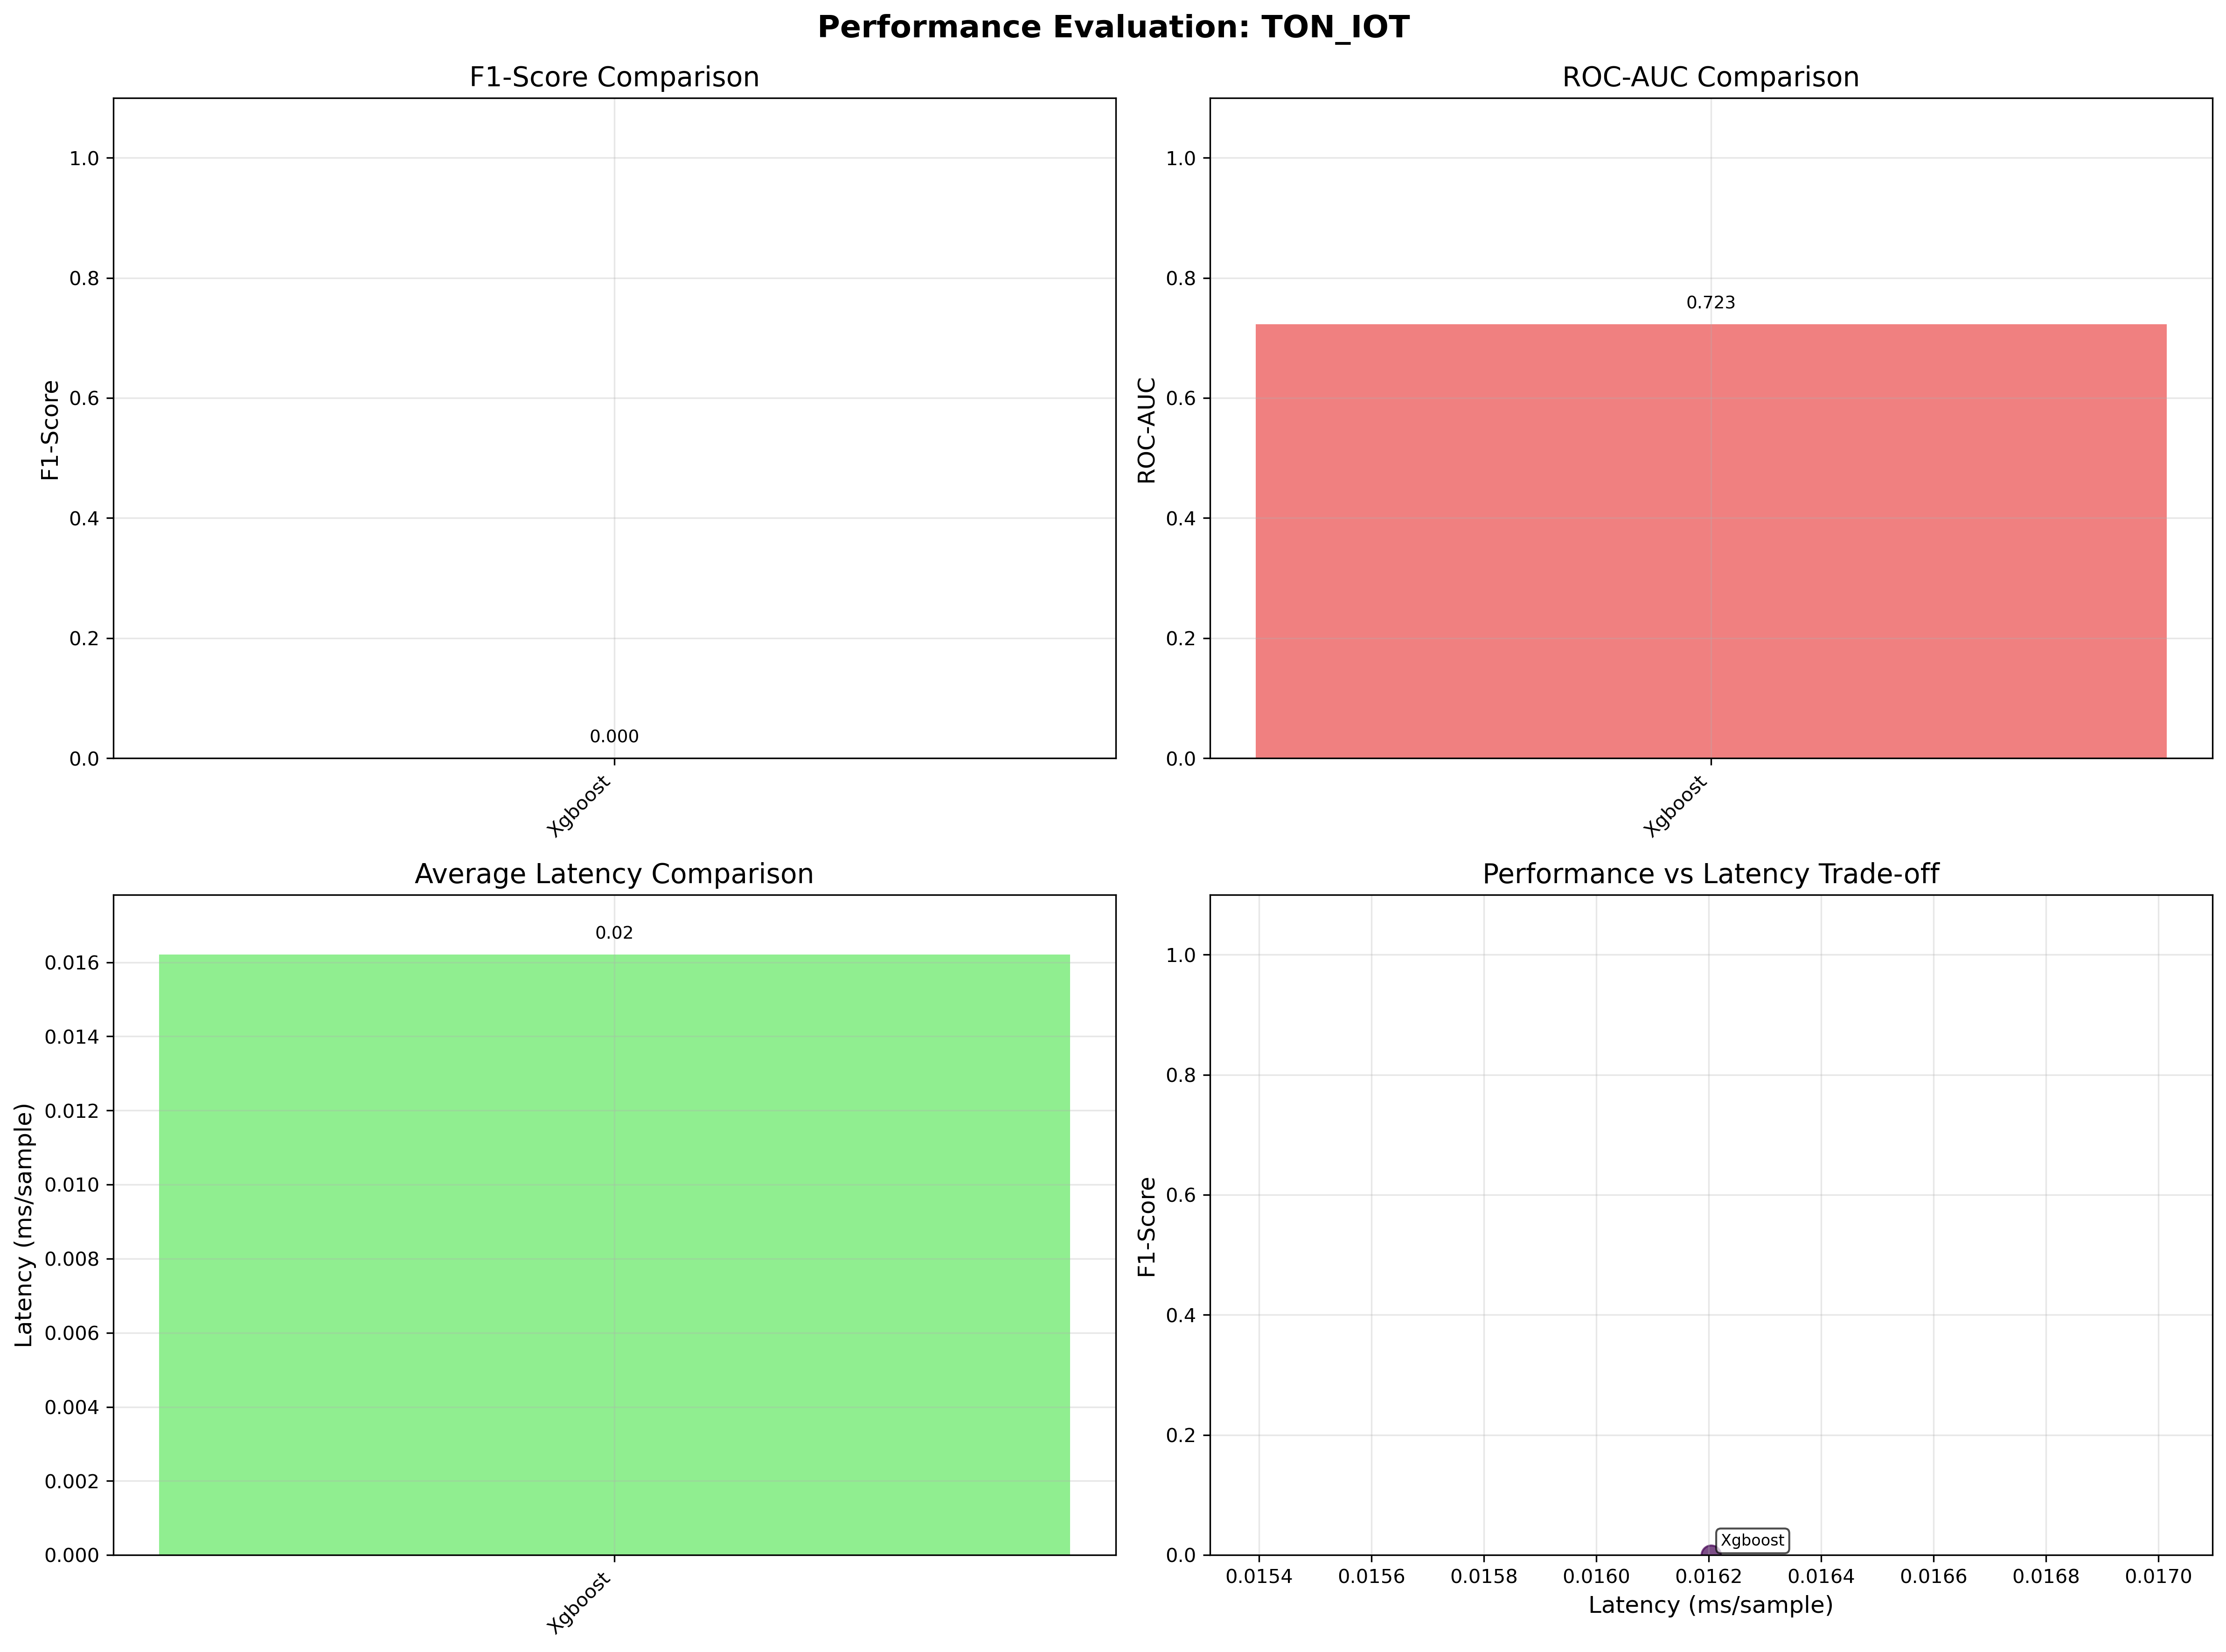 Performance Evaluation: TON_IOT
F1-Score Comparison
F1-Score
1.0
0.8
0.6
0.4
0.2
0.0
0.000
Xgboost
ROC-AUC Comparison
ROC-AUC
1.0
0.8
0.6
0.4
0.2
0.0
0.723
Xgboost
Average Latency Comparison
Latency (ms/sample)
0.016
0.014
0.012
0.010
0.008
0.006
0.004
0.002
0.000
0.02
Xgboost
Performance vs Latency Trade-off
F1-Score
1.0
0.8
0.6
0.4
0.2
0.0
Xgboost
0.0154 0.0156 0.0158 0.0160 0.0162 0.0164 0.0166 0.0168 0.0170
Latency (ms/sample)